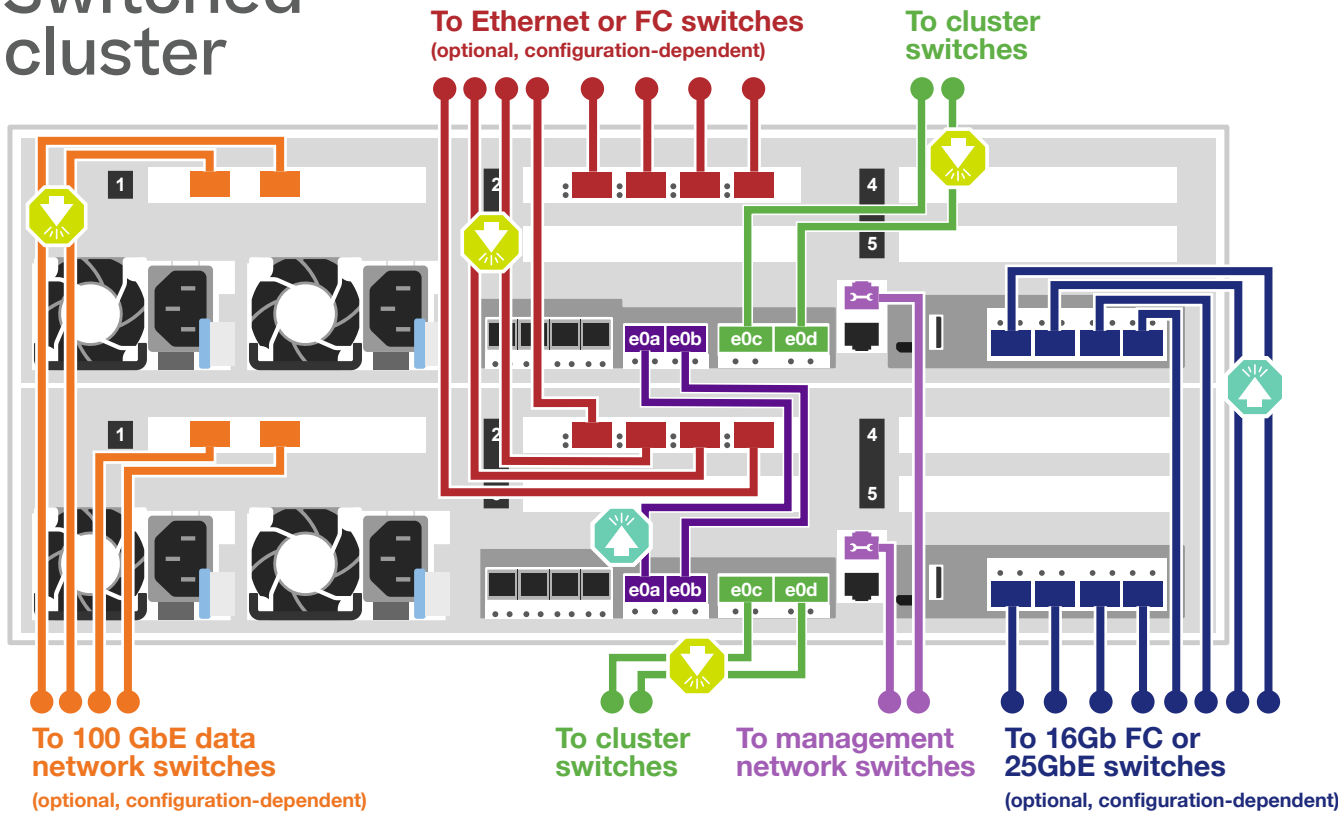 Switched
cluster
To Ethernet or FC switches
(optional, configuration-dependent)
To cluster
switches
1
2
4
5
e0a e0b e0c e0d
1
2
4
5
e0a e0b e0c e0d
To 100 GbE data
network switches
(optional, configuration-dependent)
To cluster
switches
To management
network switches
To 16Gb FC or
25GbE switches
(optional, configuration-dependent)